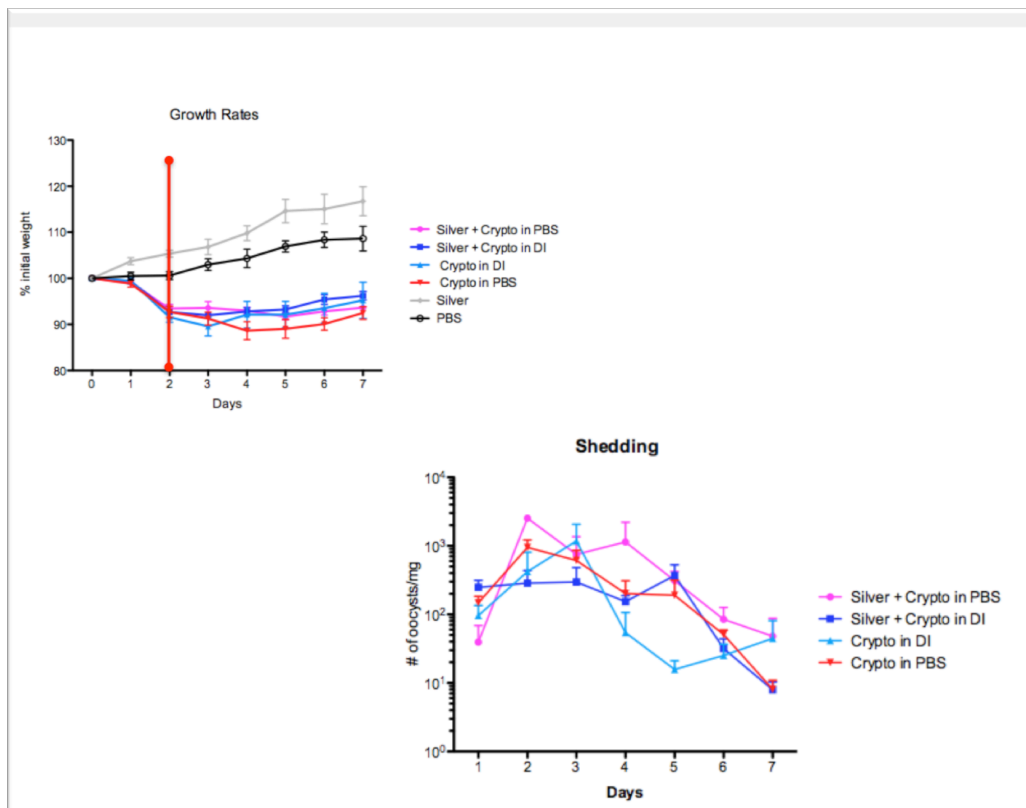 Growth Rates
130
120
110
100
90
80
% initial weight
0 1 2 3 4 5 6 7
Days
Silver + Crypto in PBS
Silver + Crypto in DI
Crypto in DI
Crypto in PBS
Silver
PBS
Shedding
10⁴
10³
10²
10¹
10⁰
# of oocysts/mg
1 2 3 4 5 6 7
Days
Silver + Crypto in PBS
Silver + Crypto in DI
Crypto in DI
Crypto in PBS